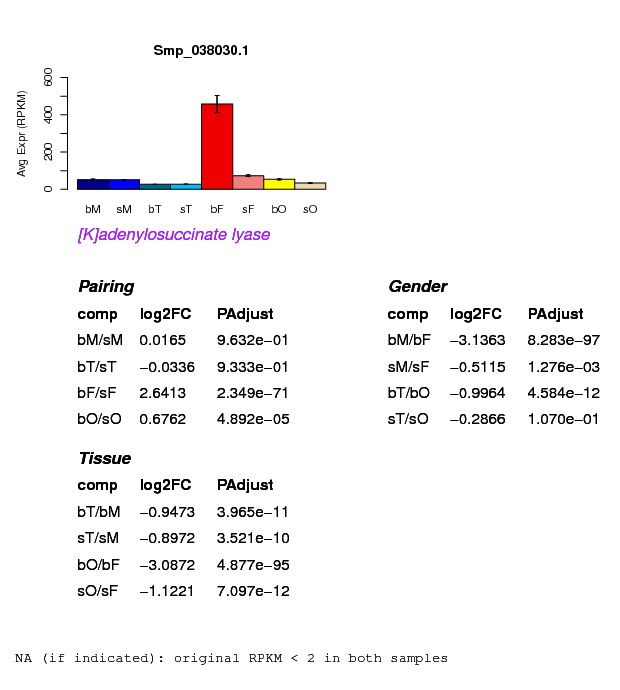 Smp_038030.1
Avg Expr (RPKM)
600
400
200
0
bM sM bT sT bF sF bO sO
[K]adenylosuccinate lyase
Pairing
comp log2FC PAdjust
bM/sM 0.0165 9.632e−01
bT/sT −0.0336 9.333e−01
bF/sF 2.6413 2.349e−71
bO/sO 0.6762 4.892e−05
Gender
comp log2FC PAdjust
bM/bF −3.1363 8.283e−97
sM/sF −0.5115 1.276e−03
bT/bO −0.9964 4.584e−12
sT/sO −0.2866 1.070e−01
Tissue
comp log2FC PAdjust
bT/bM −0.9473 3.965e−11
sT/sM −0.8972 3.521e−10
bO/bF −3.0872 4.877e−95
sO/sF −1.1221 7.097e−12
NA (if indicated): original RPKM < 2 in both samples